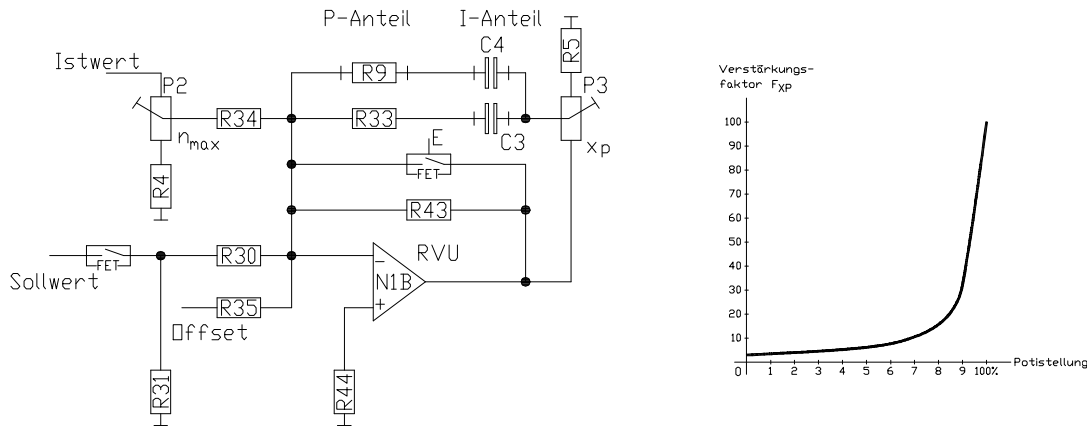 P-Anteil I-Anteil
Istwert
P2
R9
C4
R5
P3
R34
R33
C3
nmax
xp
R4
E
FET
R43
FET
R30
RVU
Sollwert
N1B
-
+
R35
Offset
R31
R44
Verstärkungs-
faktor FXP
100
90
80
70
60
50
40
30
20
10
0 1 2 3 4 5 6 7 8 9 100%
Potistellung